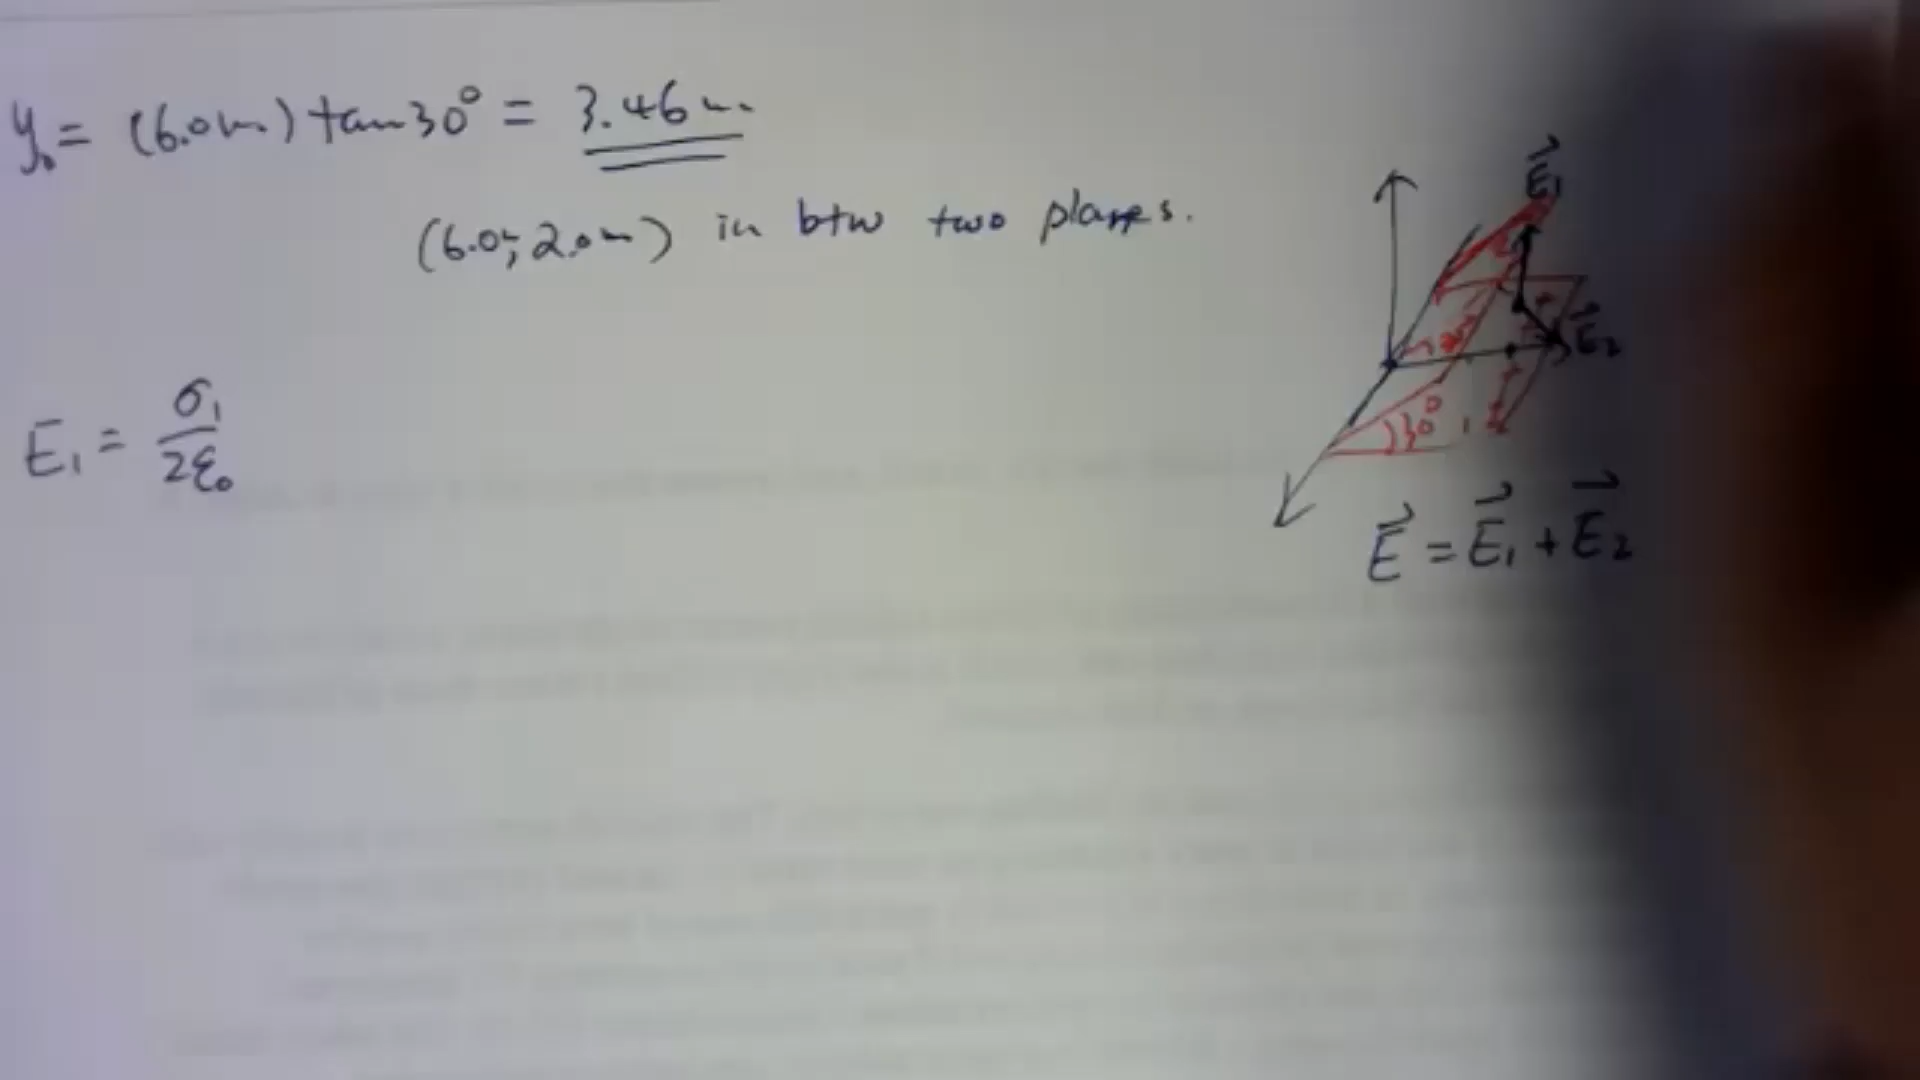 y₀ = (6.0m) tan30° = 3.46m.
(6.0m, 2.0m) in btw two planes.
E₁ = σ₁ / 2ε₀
E⃗₁
E⃗₂
30°
E⃗ = E⃗₁ + E⃗₂